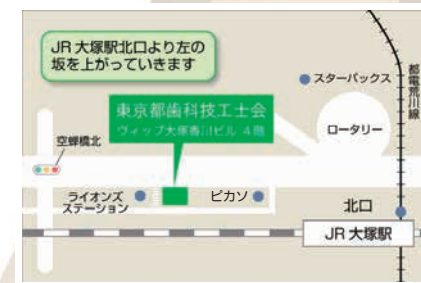 JR 大塚駅北口より左の
坂を上がっていきます
スターバックス
都電荒川線
東京都歯科技工士会
ヴィップ大塚香川ビル 4階
ロータリー
空蝉橋北
ライオンズ
ステーション
ピカソ
北口
JR 大塚駅